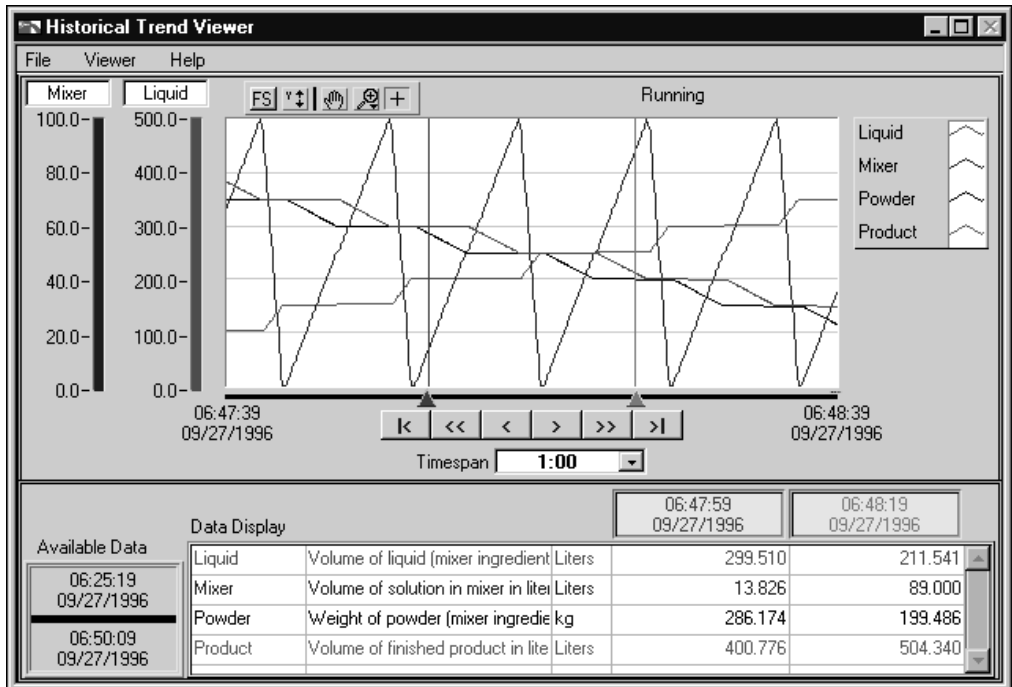 Historical Trend Viewer
File Viewer Help
Mixer Liquid FS Y Running
100.0 500.0
80.0 400.0
60.0 300.0
40.0 200.0
20.0 100.0
0.0 0.0
Liquid
Mixer
Powder
Product
06:47:39
09/27/1996
|< << < > >> >|
06:48:39
09/27/1996
Timespan 1:00
Available Data
06:25:19
09/27/1996
06:50:09
09/27/1996
Data Display
06:47:59
09/27/1996
06:48:19
09/27/1996
Liquid Volume of liquid (mixer ingredient Liters 299.510 211.541
Mixer Volume of solution in mixer in liter Liters 13.826 89.000
Powder Weight of powder (mixer ingredie kg 286.174 199.486
Product Volume of finished product in lite Liters 400.776 504.340